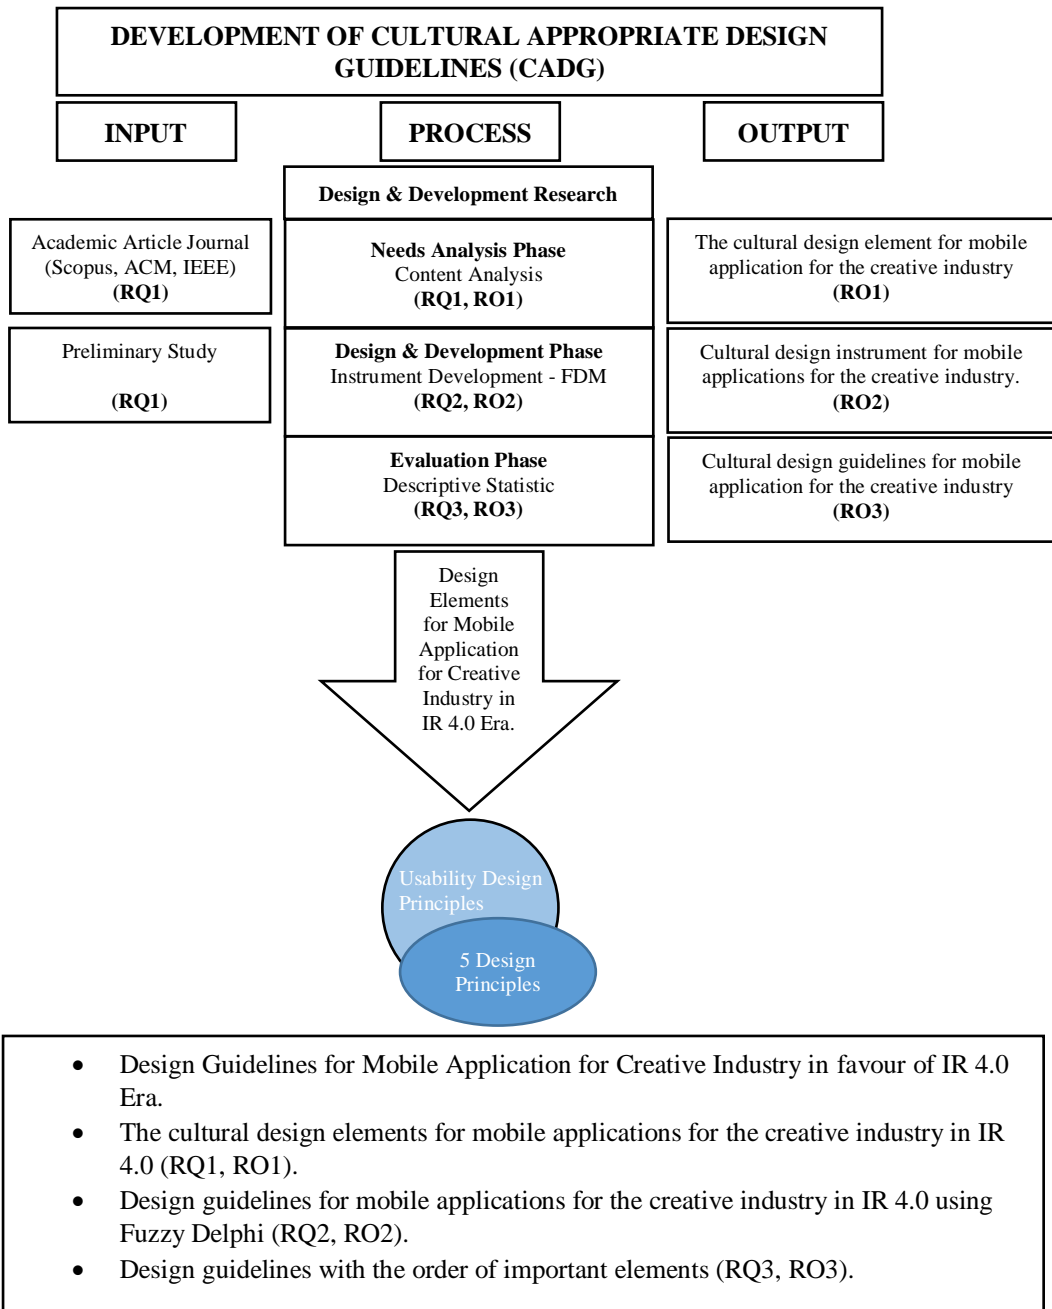 DEVELOPMENT OF CULTURAL APPROPRIATE DESIGN
GUIDELINES (CADG)
INPUT
PROCESS
OUTPUT
Design & Development Research
Academic Article Journal
(Scopus, ACM, IEEE)
(RQ1)
Needs Analysis Phase
Content Analysis
(RQ1, RO1)
The cultural design element for mobile
application for the creative industry
(RO1)
Preliminary Study
(RQ1)
Design & Development Phase
Instrument Development - FDM
(RQ2, RO2)
Cultural design instrument for mobile
applications for the creative industry.
(RO2)
Evaluation Phase
Descriptive Statistic
(RQ3, RO3)
Cultural design guidelines for mobile
application for the creative industry
(RO3)
Design
Elements
for Mobile
Application
for Creative
Industry in
IR 4.0 Era.
Usability Design
Principles
5 Design
Principles
• Design Guidelines for Mobile Application for Creative Industry in favour of IR 4.0
Era.
• The cultural design elements for mobile applications for the creative industry in IR
4.0 (RQ1, RO1).
• Design guidelines for mobile applications for the creative industry in IR 4.0 using
Fuzzy Delphi (RQ2, RO2).
• Design guidelines with the order of important elements (RQ3, RO3).